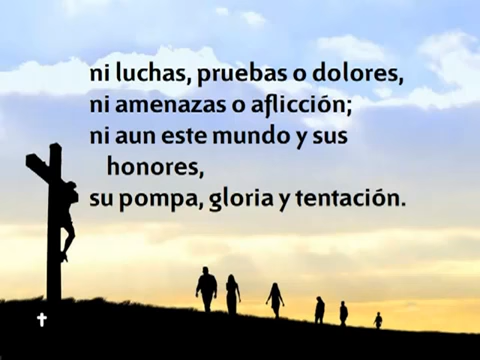 ni luchas, pruebas o dolores,
ni amenazas o aflicción;
ni aun este mundo y sus
honores,
su pompa, gloria y tentación.